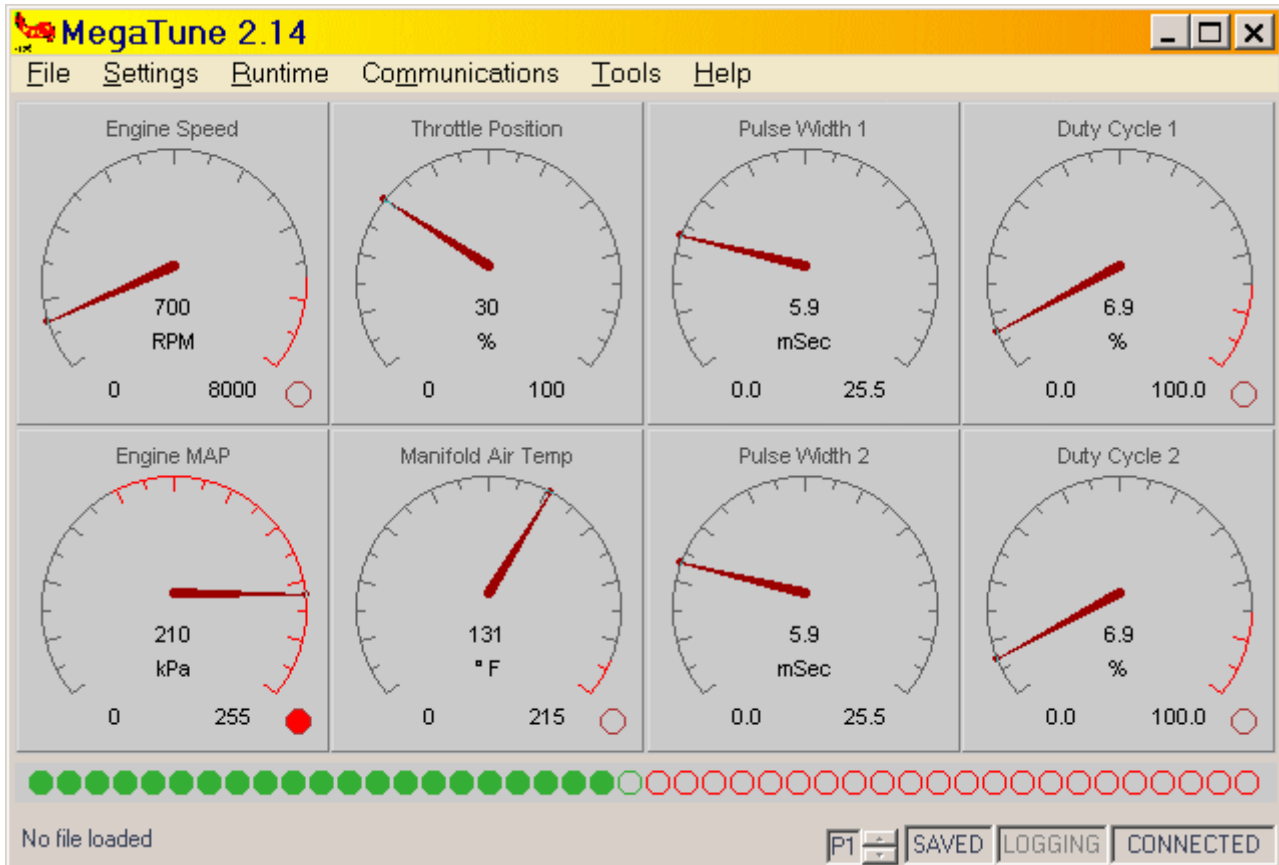 MegaTune 2.14
File Settings Runtime Communications Tools Help
Engine Speed
700
RPM
0 8000
Throttle Position
30
%
0 100
Pulse Width 1
5.9
mSec
0.0 25.5
Duty Cycle 1
6.9
%
0.0 100.0
Engine MAP
210
kPa
0 255
Manifold Air Temp
131
°F
0 215
Pulse Width 2
5.9
mSec
0.0 25.5
Duty Cycle 2
6.9
%
0.0 100.0
No file loaded
P1 SAVED LOGGING CONNECTED